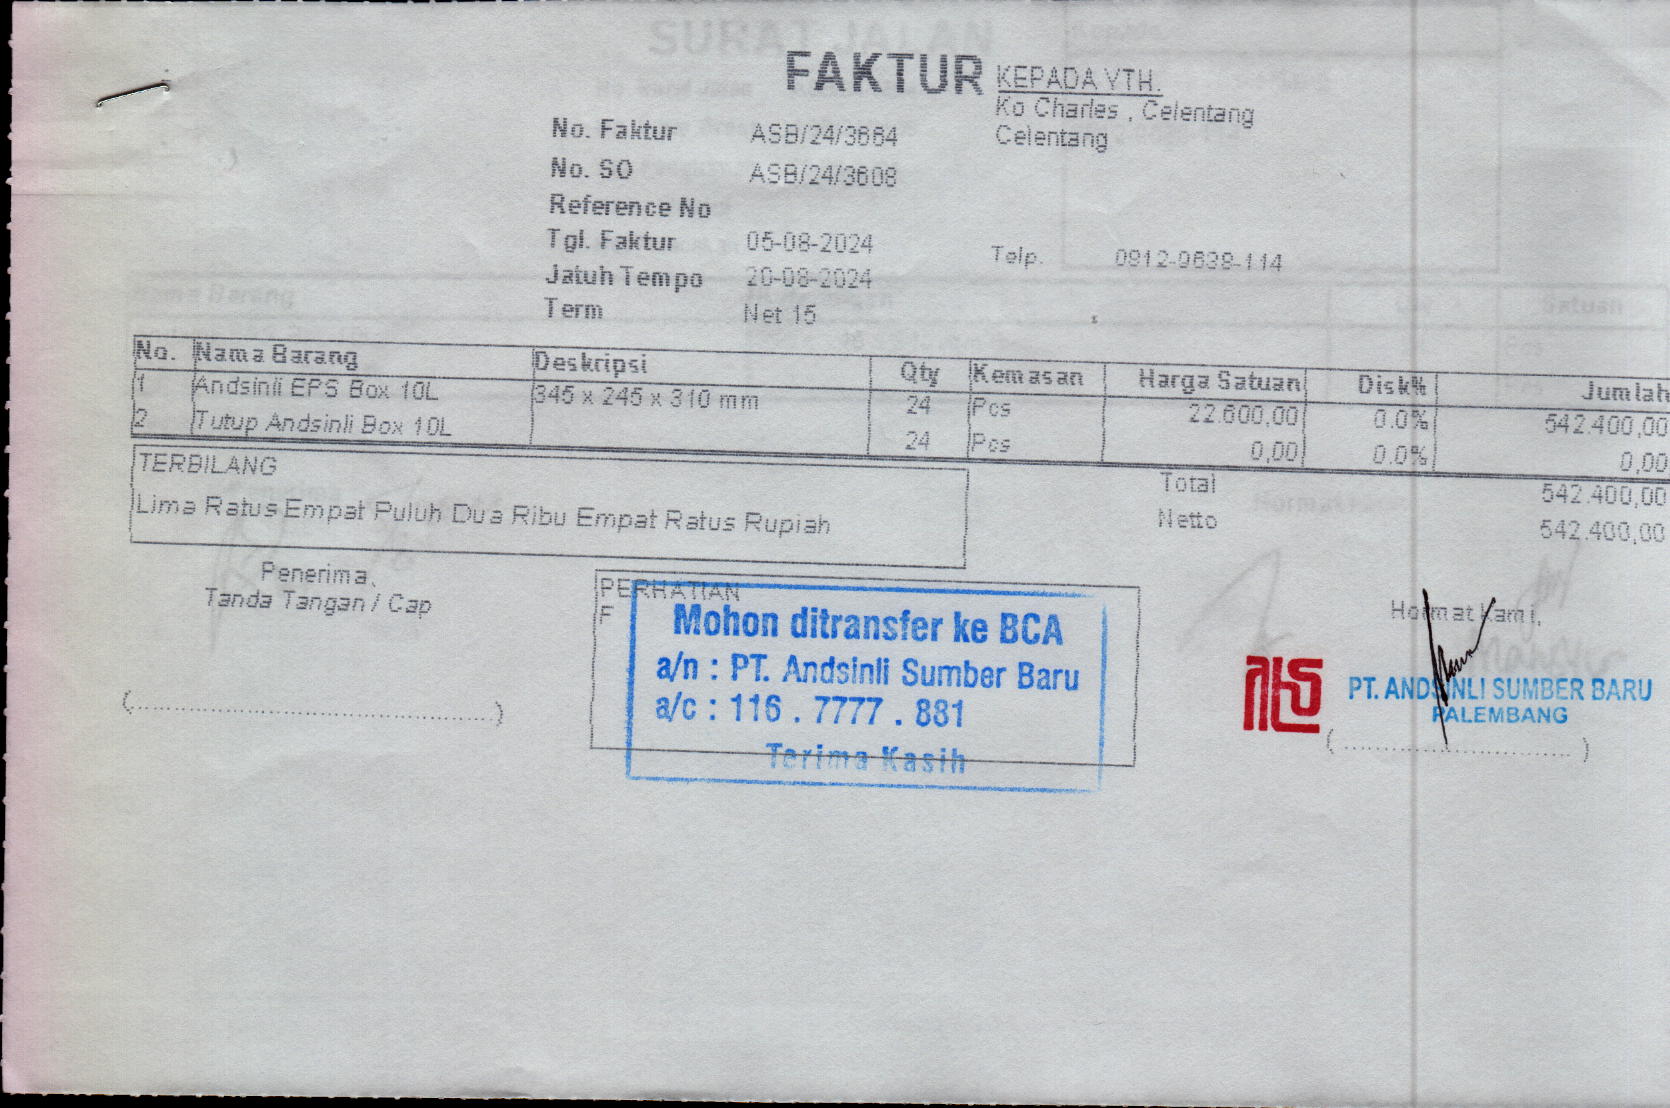 FAKTUR
KEPADA YTH.
Ko Charles , Celentang
Celentang
No. Faktur ASB/24/3664
No. SO ASB/24/3608
Reference No
Tgl. Faktur 05-08-2024
Telp. 0812-9638-114
Jatuh Tempo 20-08-2024
Term Net 15
No. Nama Barang Deskripsi Qty Kemasan Harga Satuan Disk% Jumlah
1 Andsinli EPS Box 10L 345 x 245 x 310 mm 24 Pcs 22.600,00 0.0% 542.400,00
2 Tutup Andsinli Box 10L 24 Pcs 0,00 0.0% 0,00
TERBILANG
Lima Ratus Empat Puluh Dua Ribu Empat Ratus Rupiah
Total 542.400,00
Netto 542.400,00
Penerima,
Tanda Tangan / Cap
(..................................................)
PERHATIAN
F
Mohon ditransfer ke BCA
a/n : PT. Andsinli Sumber Baru
a/c : 116 . 7777 . 881
Terima Kasih
Hormat Kami,
PT. ANDSINLI SUMBER BARU
PALEMBANG
(................................)